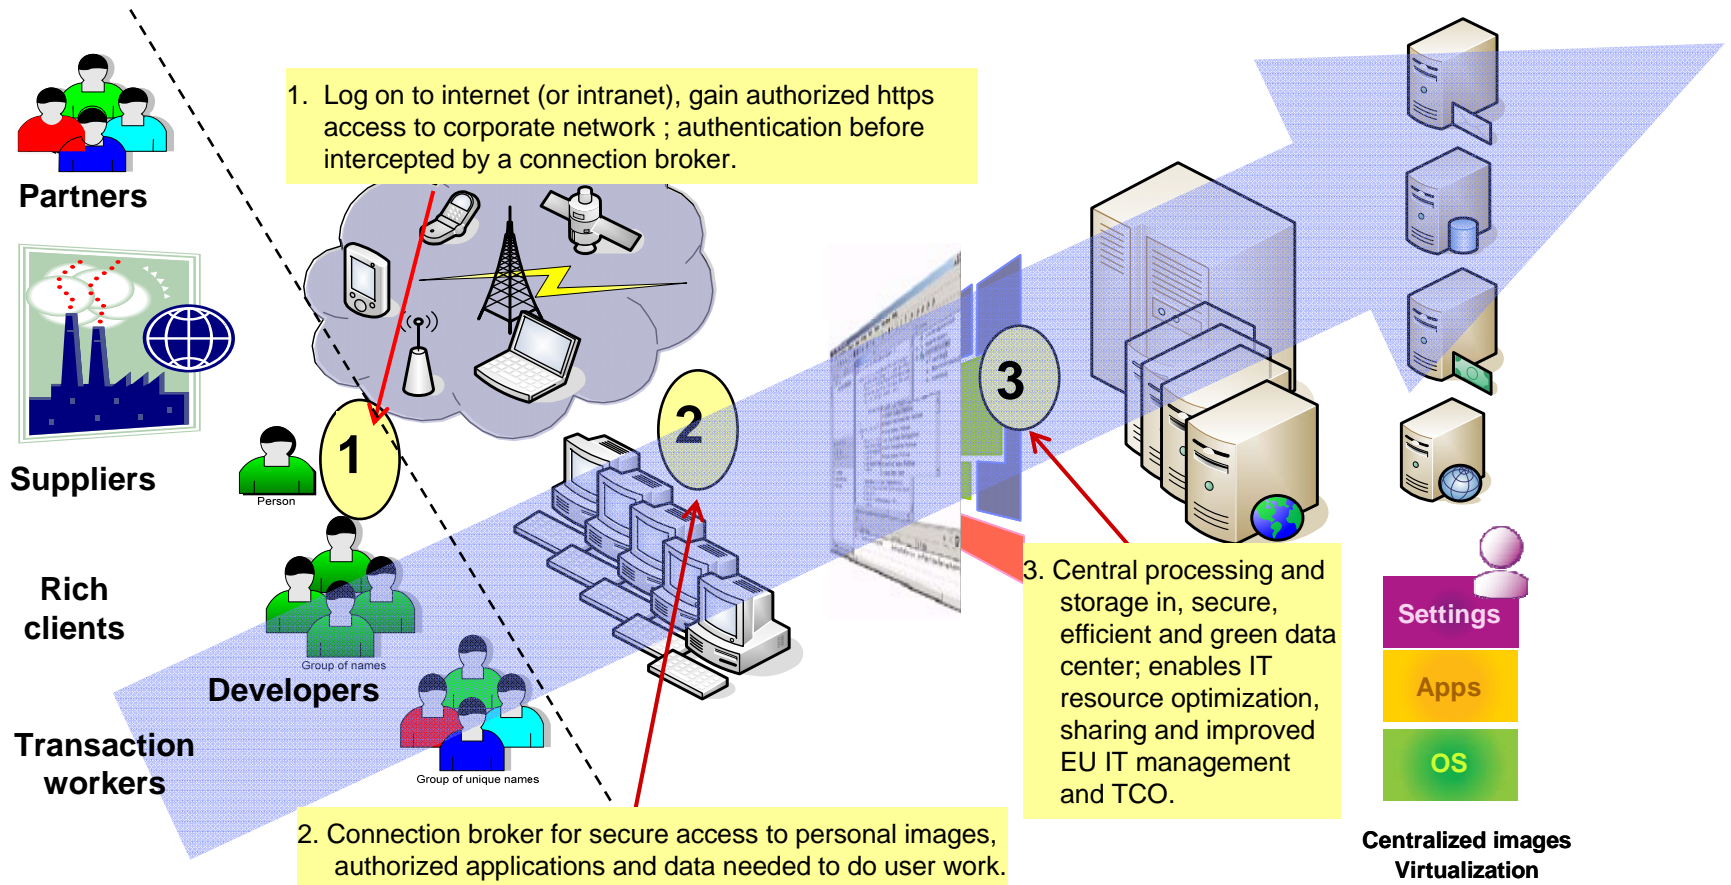 1. Log on to internet (or intranet), gain authorized https
access to corporate network ; authentication before
intercepted by a connection broker.
Partners
Suppliers
Person
1
2
3
Rich
clients
Group of names
Developers
Transaction
workers
Group of unique names
2. Connection broker for secure access to personal images,
authorized applications and data needed to do user work.
3. Central processing and
storage in, secure,
efficient and green data
center; enables IT
resource optimization,
sharing and improved
EU IT management
and TCO.
Settings
Apps
OS
Centralized images
Virtualization